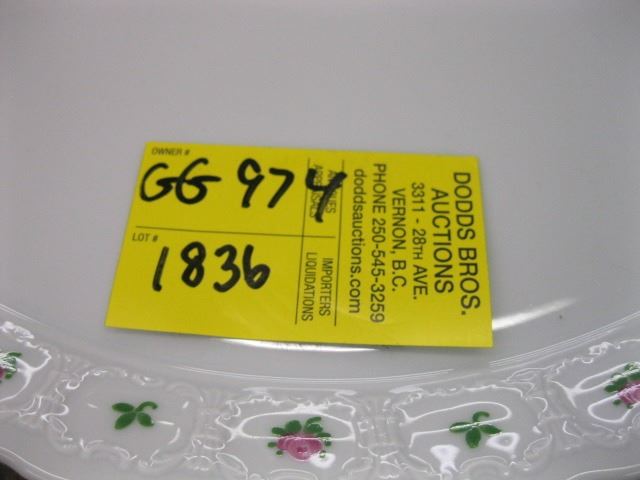 OWNER #
GG 974
LOT #
1836
ANTIQUES
APPRAISALS
IMPORTERS
LIQUIDATIONS
DODDS BROS.
AUCTIONS
3311 - 28TH AVE.
VERNON, B.C.
PHONE 250-545-3259
doddsauctions.com